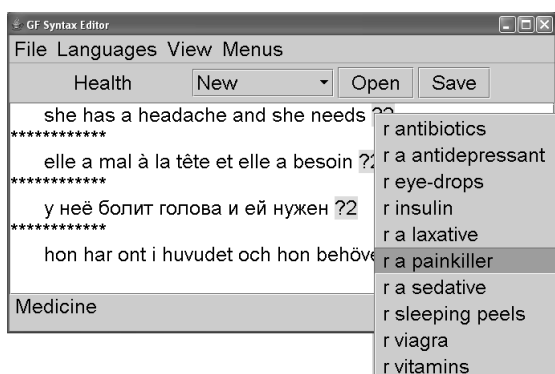 GF Syntax Editor
File Languages View Menus
Health New Open Save
she has a headache and she needs ??
************
elle a mal à la tête et elle a besoin ?2
************
у неё болит голова и ей нужен ?2
************
hon har ont i huvudet och hon behöve
Medicine
r antibiotics
r a antidepressant
r eye-drops
r insulin
r a laxative
r a painkiller
r a sedative
r sleeping peels
r viagra
r vitamins